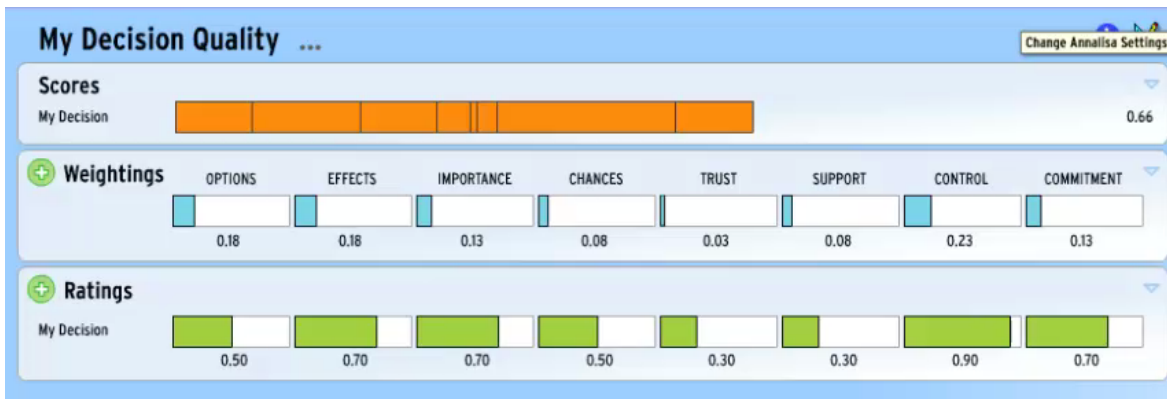 My Decision Quality ...
Change Annalisa Settings
Scores
My Decision 0.66
Weightings OPTIONS EFFECTS IMPORTANCE CHANCES TRUST SUPPORT CONTROL COMMITMENT
0.18 0.18 0.13 0.08 0.03 0.08 0.23 0.13
Ratings
My Decision
0.50 0.70 0.70 0.50 0.30 0.30 0.90 0.70